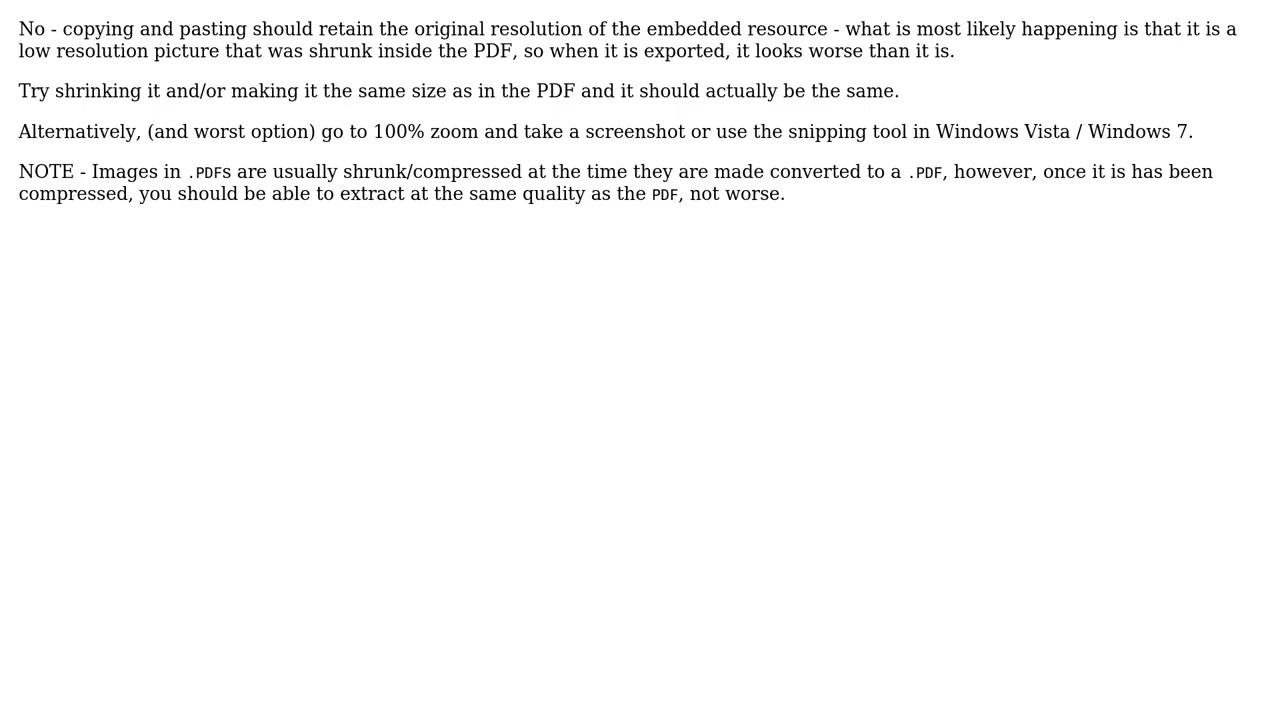 No - copying and pasting should retain the original resolution of the embedded resource - what is most likely happening is that it is a
low resolution picture that was shrunk inside the PDF, so when it is exported, it looks worse than it is.
Try shrinking it and/or making it the same size as in the PDF and it should actually be the same.
Alternatively, (and worst option) go to 100% zoom and take a screenshot or use the snipping tool in Windows Vista / Windows 7.
NOTE - Images in .PDFs are usually shrunk/compressed at the time they are made converted to a .PDF, however, once it is has been
compressed, you should be able to extract at the same quality as the PDF, not worse.